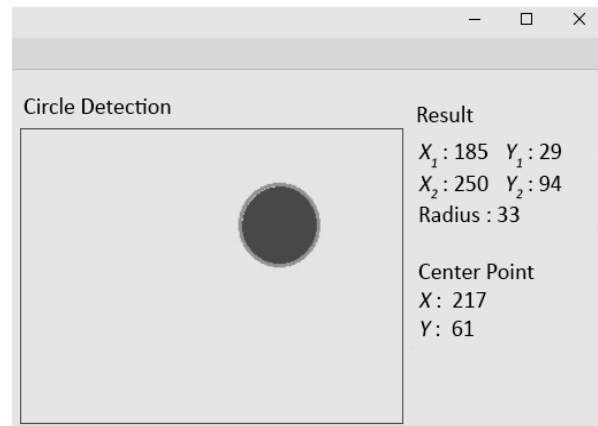 Circle Detection
Result
X₁ : 185 Y₁ : 29
X₂ : 250 Y₂ : 94
Radius : 33
Center Point
X : 217
Y : 61